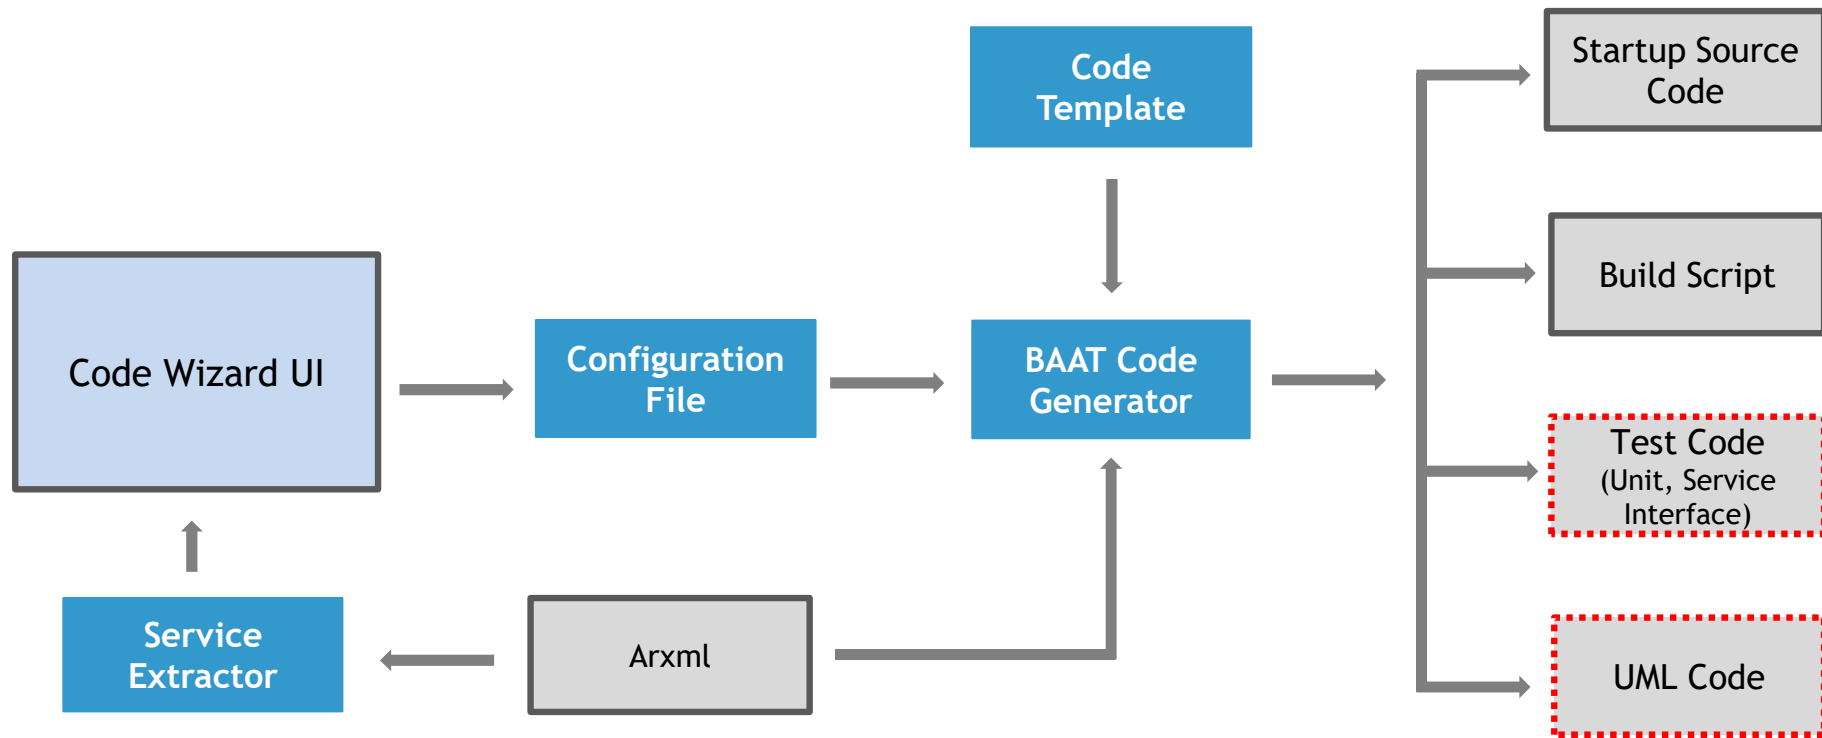 Code
Template
Startup Source
Code
Build Script
Code Wizard UI
Configuration
File
BAAT Code
Generator
Test Code
(Unit, Service
Interface)
Service
Extractor
Arxml
UML Code